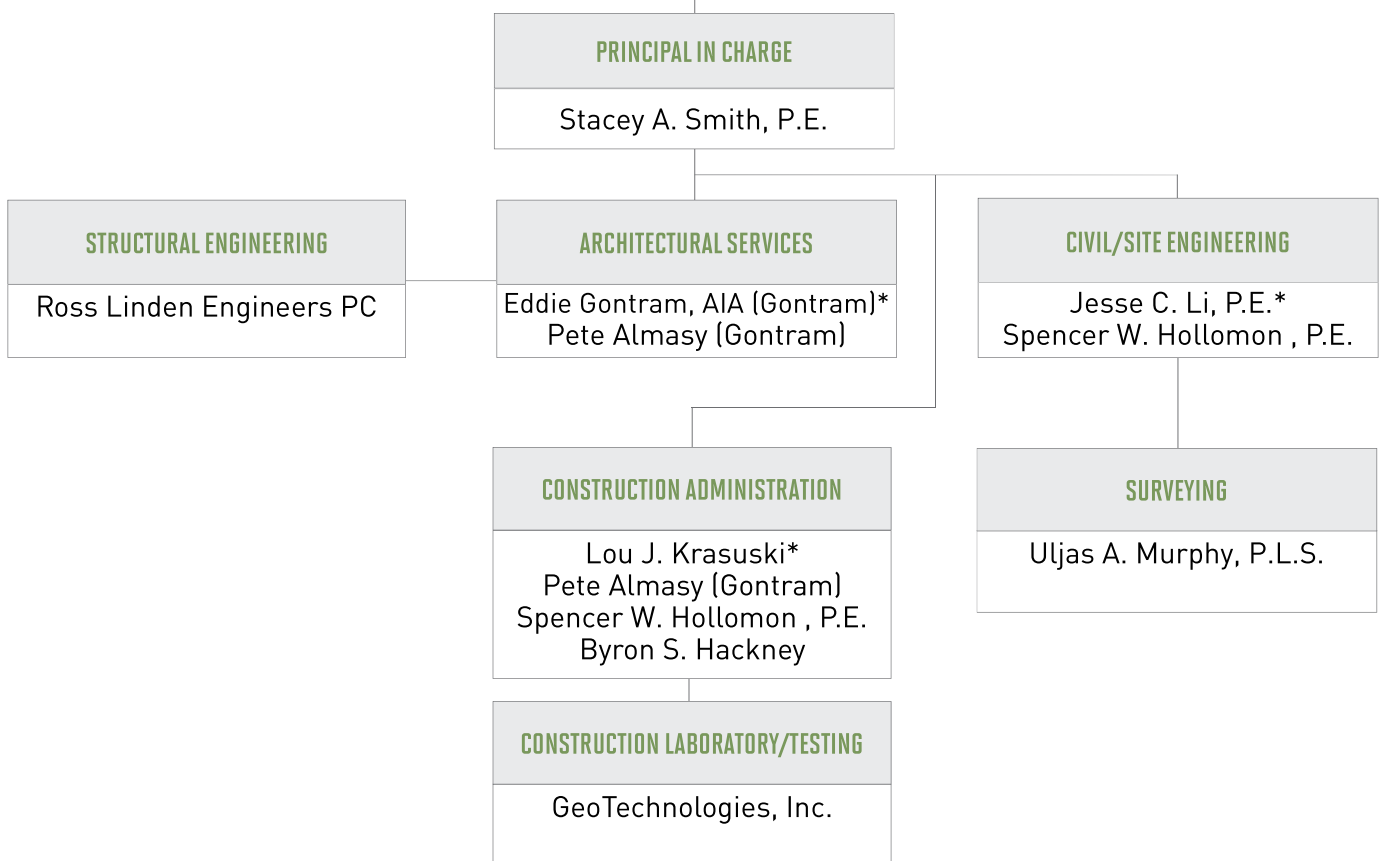 PRINCIPAL IN CHARGE
Stacey A. Smith, P.E.
STRUCTURAL ENGINEERING
Ross Linden Engineers PC
ARCHITECTURAL SERVICES
Eddie Gontram, AIA (Gontram)*
Pete Almasy (Gontram)
CIVIL/SITE ENGINEERING
Jesse C. Li, P.E.*
Spencer W. Hollomon , P.E.
CONSTRUCTION ADMINISTRATION
Lou J. Krasuski*
Pete Almasy (Gontram)
Spencer W. Hollomon , P.E.
Byron S. Hackney
SURVEYING
Uljas A. Murphy, P.L.S.
CONSTRUCTION LABORATORY/TESTING
GeoTechnologies, Inc.